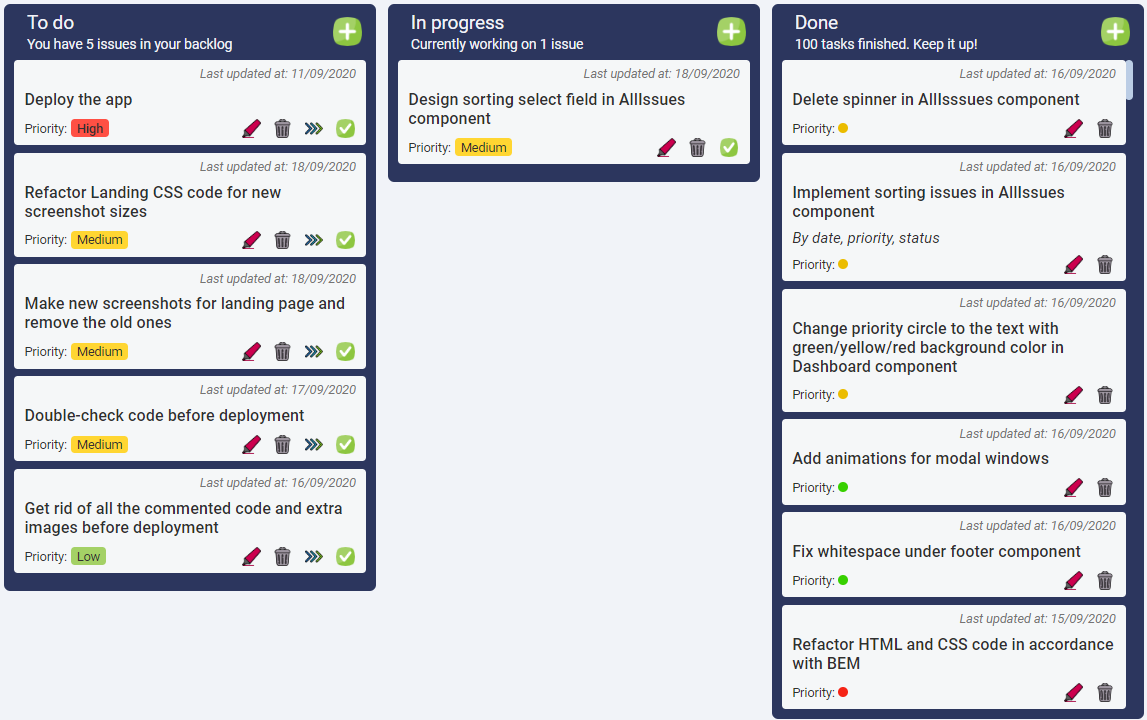 To do
You have 5 issues in your backlog
Last updated at: 11/09/2020
Deploy the app
Priority: High
Last updated at: 18/09/2020
Refactor Landing CSS code for new
screenshot sizes
Priority: Medium
Last updated at: 18/09/2020
Make new screenshots for landing page and
remove the old ones
Priority: Medium
Last updated at: 17/09/2020
Double-check code before deployment
Priority: Medium
Last updated at: 16/09/2020
Get rid of all the commented code and extra
images before deployment
Priority: Low
In progress
Currently working on 1 issue
Last updated at: 18/09/2020
Design sorting select field in AllIssues
component
Priority: Medium
Done
100 tasks finished. Keep it up!
Last updated at: 16/09/2020
Delete spinner in AllIsssues component
Priority:
Last updated at: 16/09/2020
Implement sorting issues in AllIssues
component
By date, priority, status
Priority:
Last updated at: 16/09/2020
Change priority circle to the text with
green/yellow/red background color in
Dashboard component
Priority:
Last updated at: 16/09/2020
Add animations for modal windows
Priority:
Last updated at: 16/09/2020
Fix whitespace under footer component
Priority:
Last updated at: 15/09/2020
Refactor HTML and CSS code in accordance
with BEM
Priority: